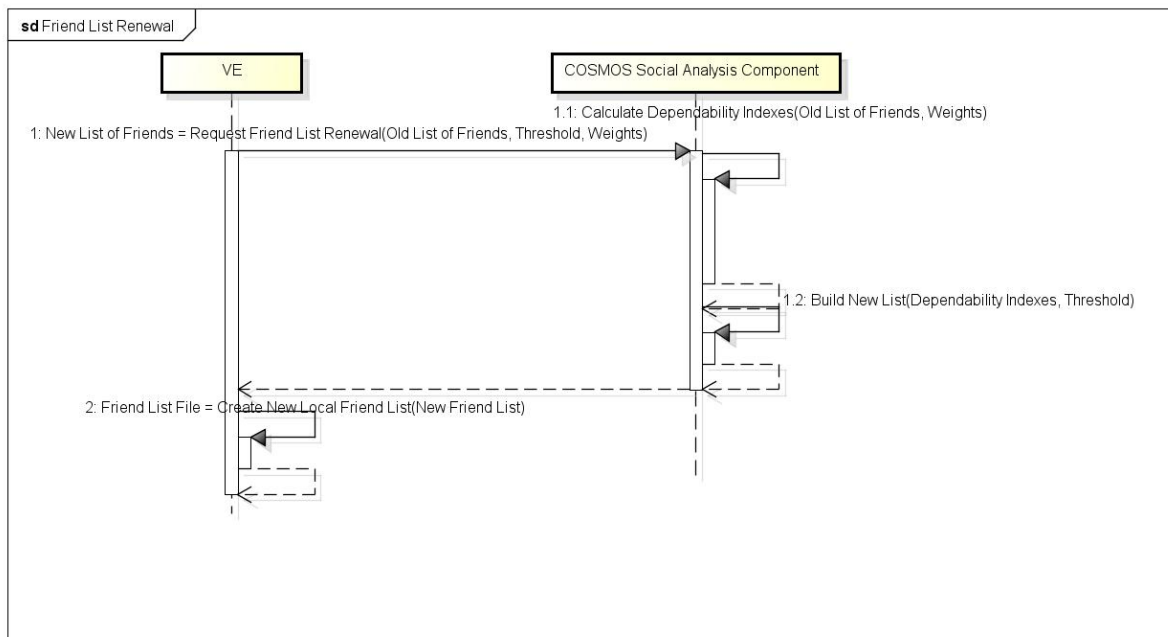 sd Friend List Renewal
VE
COSMOS Social Analysis Component
1.1: Calculate Dependability Indexes(Old List of Friends, Weights)
1: New List of Friends = Request Friend List Renewal(Old List of Friends, Threshold, Weights)
1.2: Build New List(Dependability Indexes, Threshold)
2: Friend List File = Create New Local Friend List(New Friend List)